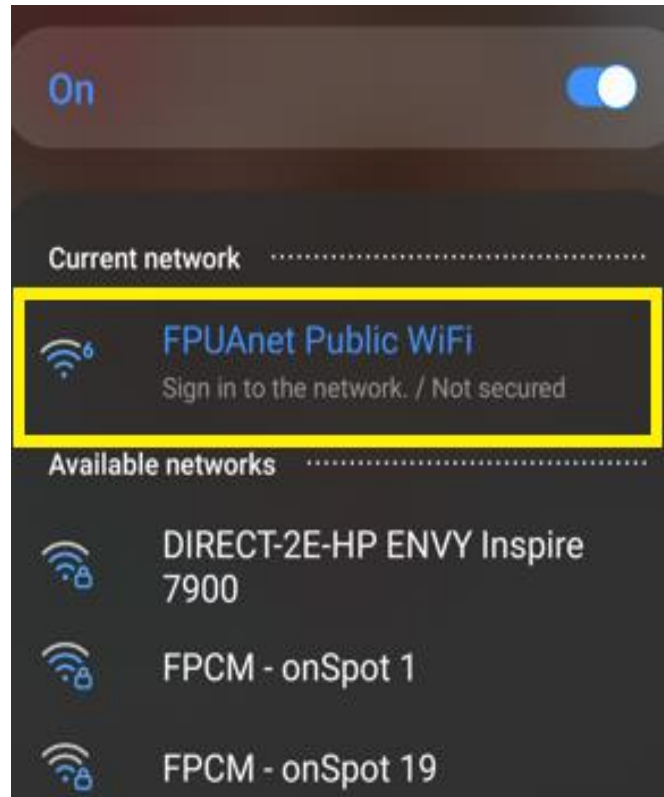 On
Current network
6
FPUAnet Public WiFi
Sign in to the network. / Not secured
Available networks
DIRECT-2E-HP ENVY Inspire
7900
FPCM - onSpot 1
FPCM - onSpot 19